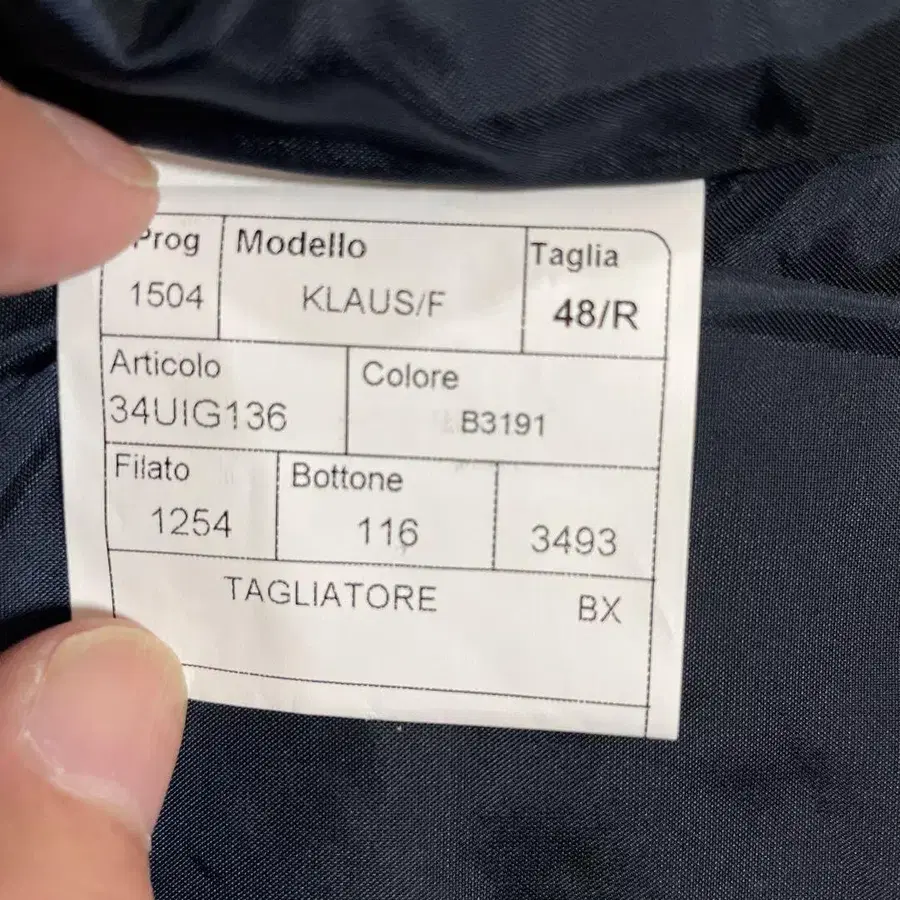 Prog Modello Taglia
1504 KLAUS/F 48/R
Articolo Colore
34UIG136 B3191
Filato Bottone
1254 116 3493
TAGLIATORE BX